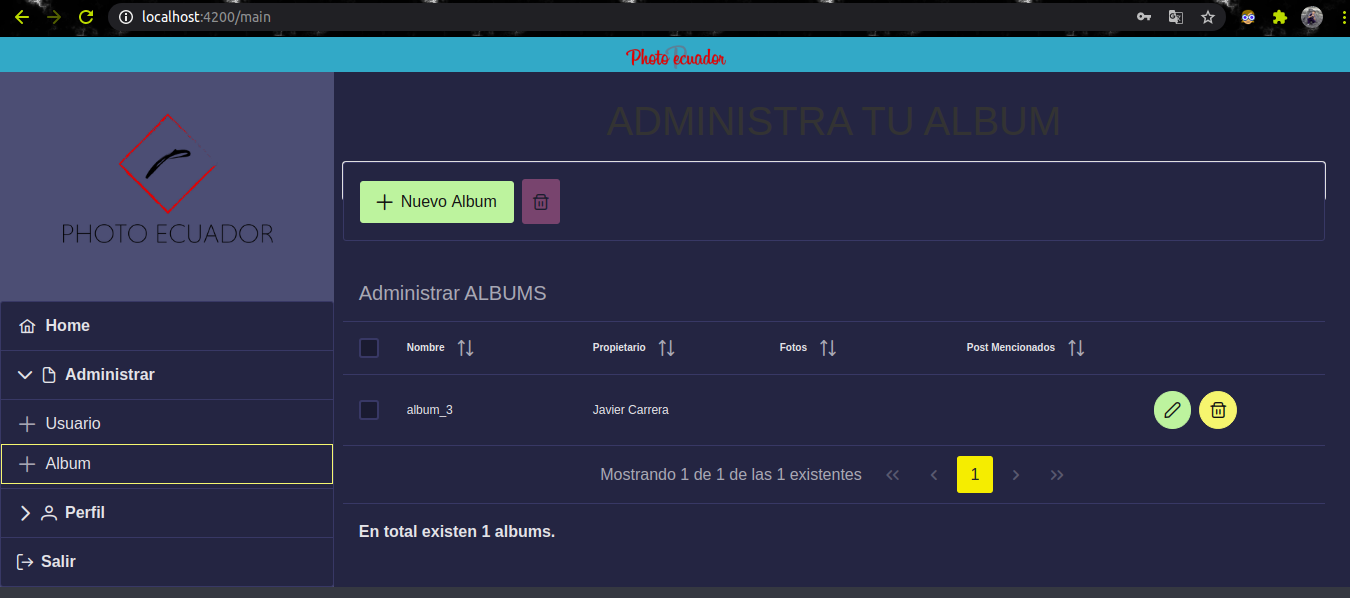 localhost:4200/main
Photo ecuador
PHOTO ECUADOR
ADMINISTRA TU ALBUM
Nuevo Album
Home
Administrar
Usuario
Album
Perfil
Salir
Administrar ALBUMS
Nombre Propietario Fotos Post Mencionados
album_3 Javier Carrera
Mostrando 1 de 1 de las 1 existentes 1
En total existen 1 albums.